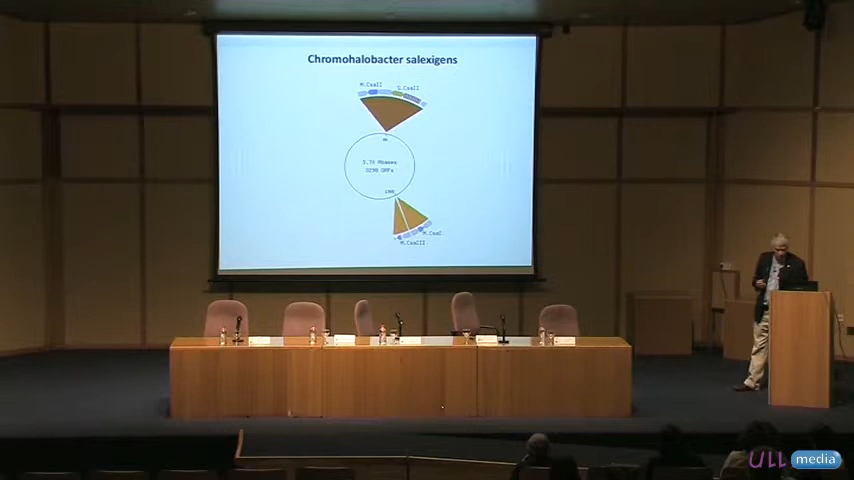 Chromohalobacter salexigens
M.CsaII
S.CsaII
3.70 Mbases
3298 ORFs
M.CsaI
M.CsaIII
ULL media